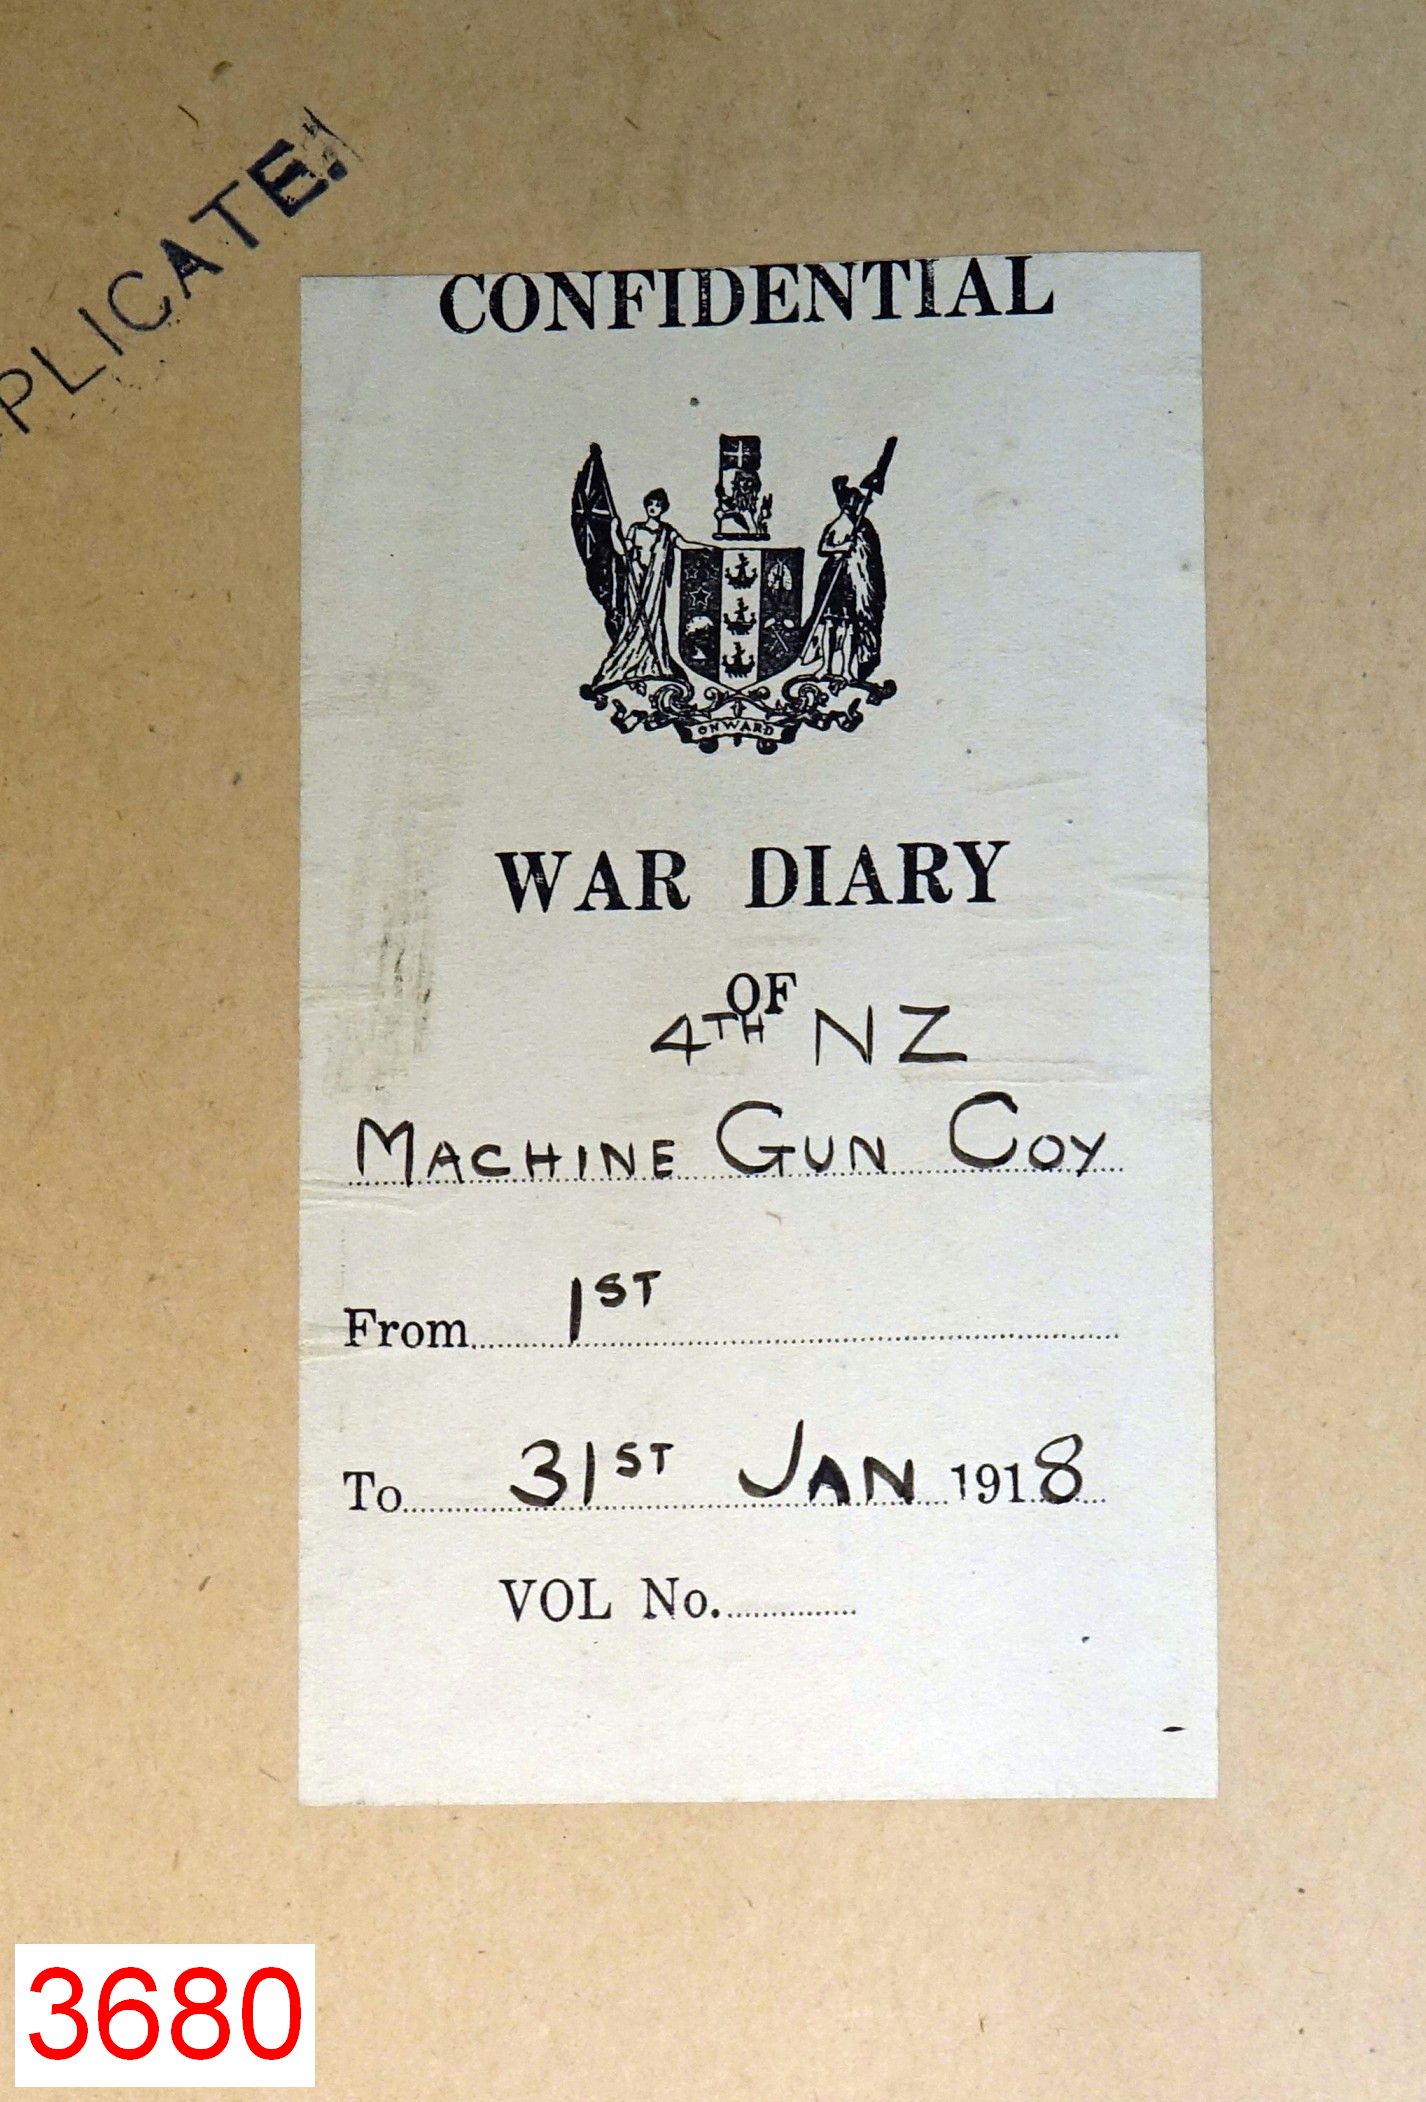 PLICATE.
CONFIDENTIAL
ONWARD
WAR DIARY
OF
4TH NZ
MACHINE GUN COY
From 1ST
To 31ST JAN 1918
VOL No.
3680